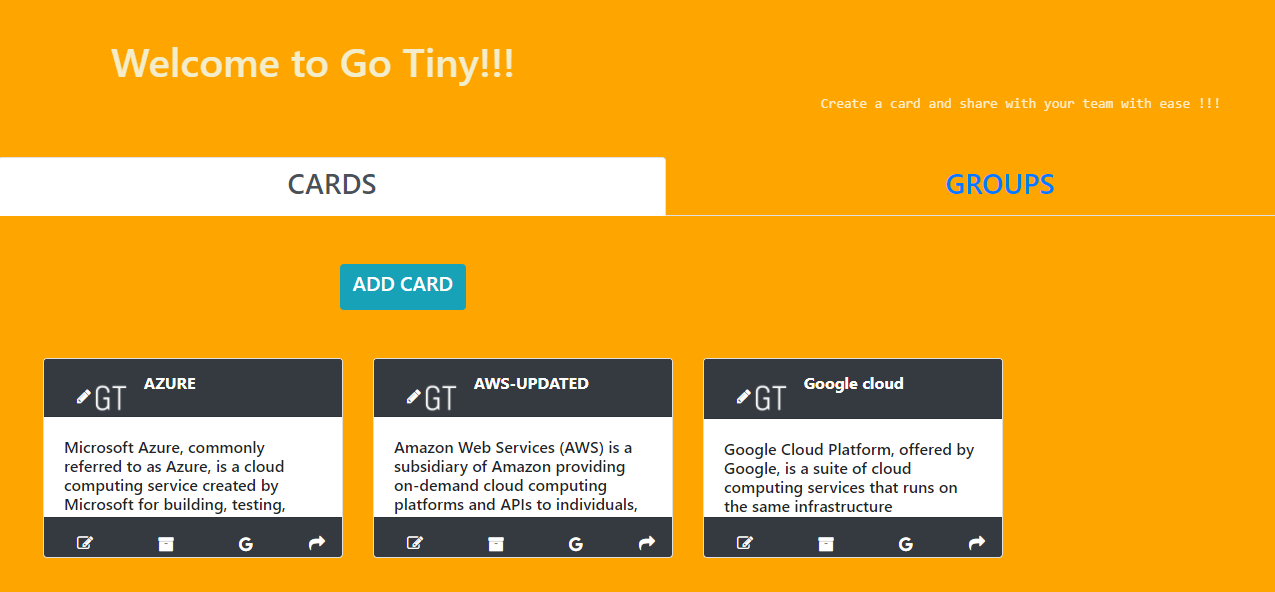 Welcome to Go Tiny!!!
Create a card and share with your team with ease !!!
CARDS
GROUPS
ADD CARD
GT
AZURE
Microsoft Azure, commonly
referred to as Azure, is a cloud
computing service created by
Microsoft for building, testing,
GT
AWS-UPDATED
Amazon Web Services (AWS) is a
subsidiary of Amazon providing
on-demand cloud computing
platforms and APIs to individuals,
GT
Google cloud
Google Cloud Platform, offered by
Google, is a suite of cloud
computing services that runs on
the same infrastructure
G
G
G